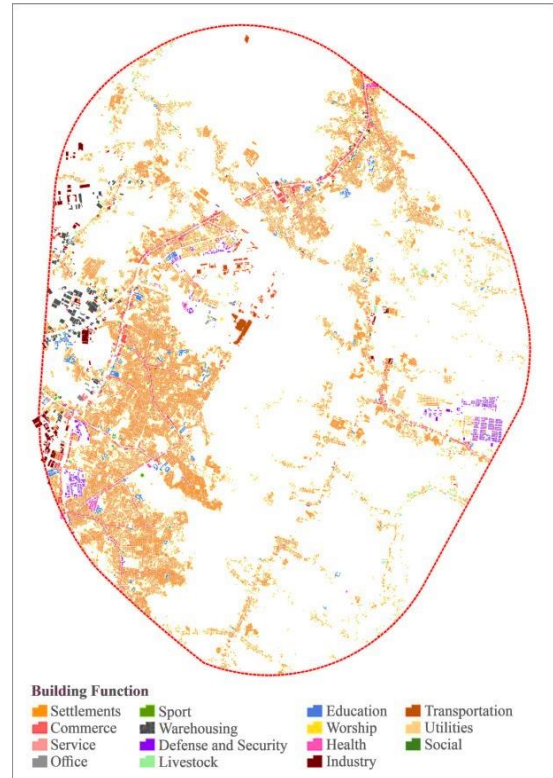 Building Function
Settlements
Commerce
Service
Office
Sport
Warehousing
Defense and Security
Livestock
Education
Worship
Health
Industry
Transportation
Utilities
Social